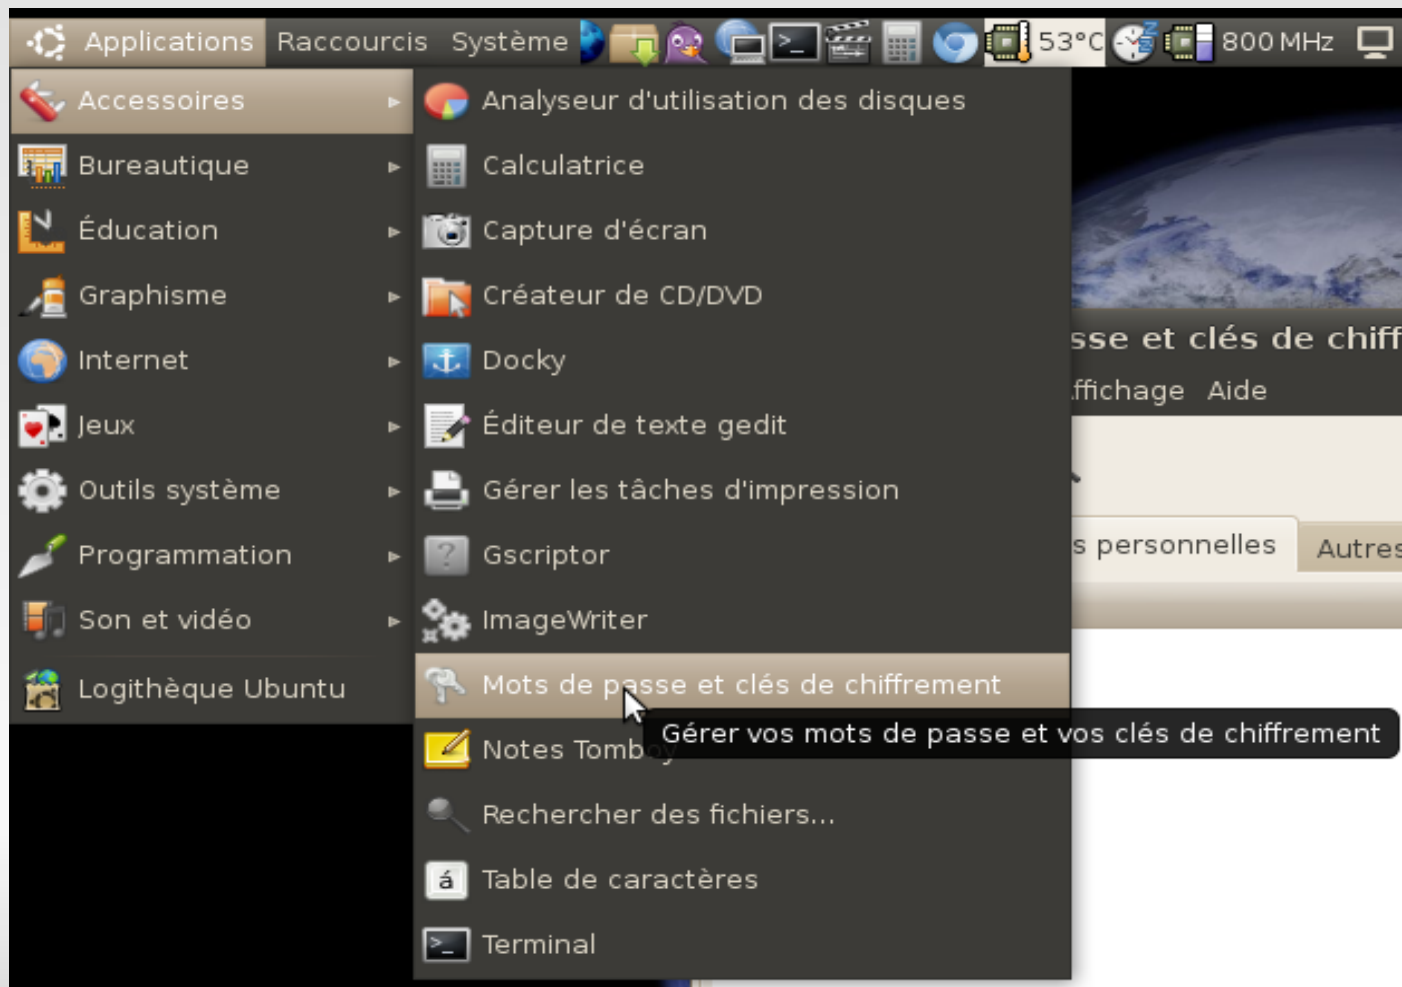 Applications Raccourcis Système 53°C 800 MHz
Accessoires
Bureautique
Éducation
Graphisme
Internet
Jeux
Outils système
Programmation
Son et vidéo
Logithèque Ubuntu
Analyseur d'utilisation des disques
Calculatrice
Capture d'écran
Créateur de CD/DVD
Docky
Éditeur de texte gedit
Gérer les tâches d'impression
Gscriptor
ImageWriter
Mots de passe et clés de chiffrement
Gérer vos mots de passe et vos clés de chiffrement
Notes Tomboy
Rechercher des fichiers...
Table de caractères
Terminal
sse et clés de chiff
ffichage Aide
s personnelles Autres